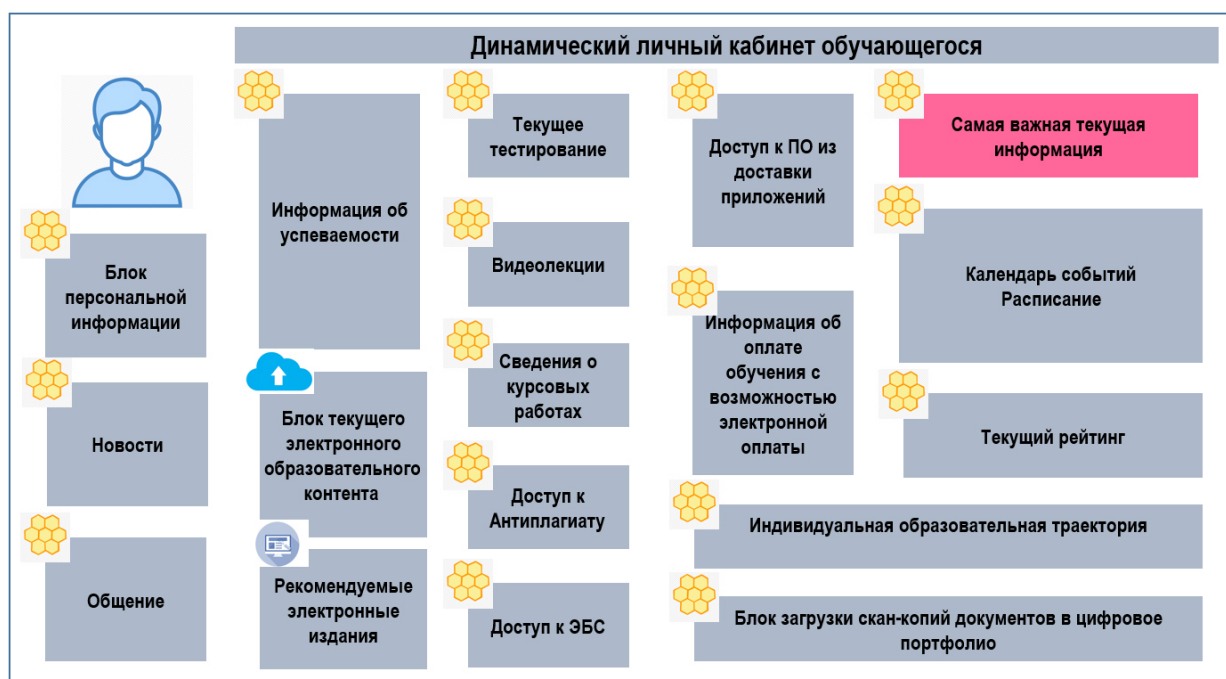 Динамический личный кабинет обучающегося
Блок
персональной
информации
Новости
Общение
Информация об
успеваемости
Блок текущего
электронного
образовательного
контента
Рекомендуемые
электронные
издания
Текущее
тестирование
Видеолекции
Сведения о
курсовых
работах
Доступ к
Антиплагиату
Доступ к ЭБС
Доступ к ПО из
доставки
приложений
Информация об
оплате
обучения с
возможностью
электронной
оплаты
Самая важная текущая
информация
Календарь событий
Расписание
Текущий рейтинг
Индивидуальная образовательная траектория
Блок загрузки скан-копий документов в цифровое
портфолио